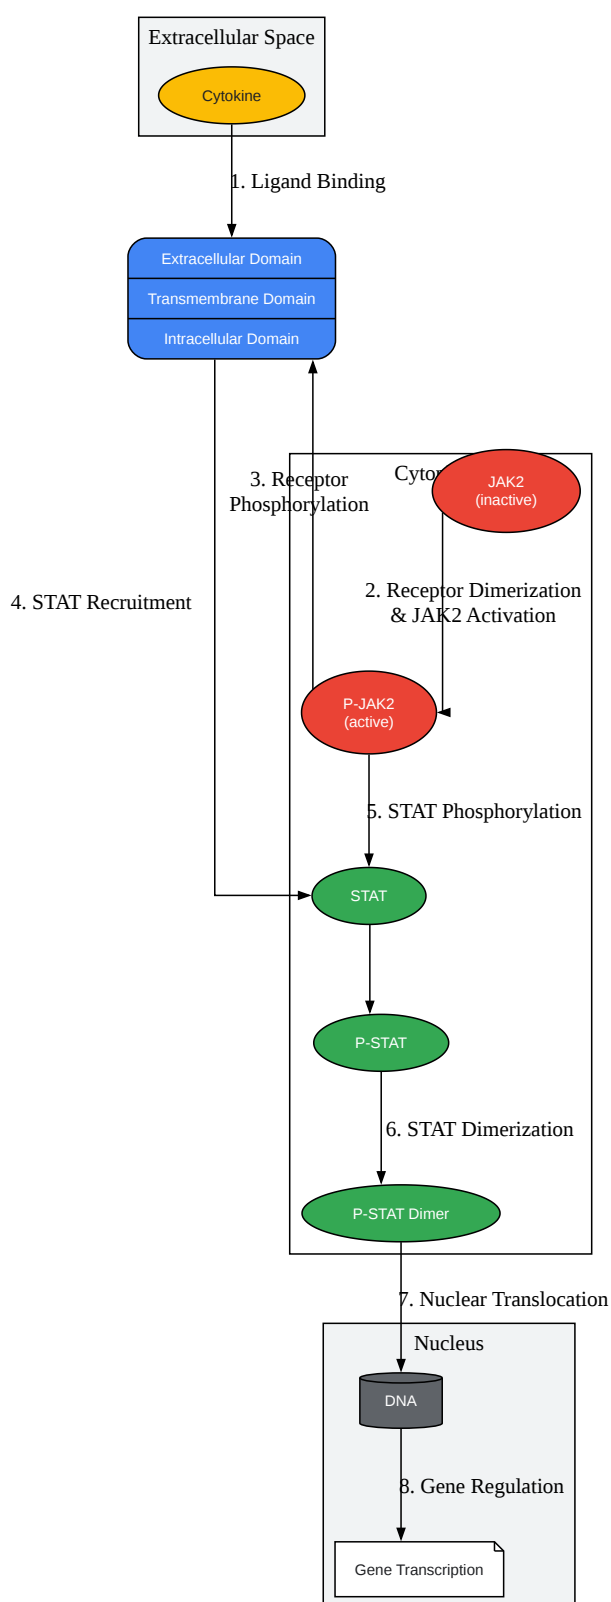 Extracellular Space
Cytokine
1. Ligand Binding
Extracellular Domain
Transmembrane Domain
Intracellular Domain
JAK2
(inactive)
3. Receptor
Phosphorylation
2. Receptor Dimerization
& JAK2 Activation
4. STAT Recruitment
P-JAK2
(active)
5. STAT Phosphorylation
STAT
P-STAT
6. STAT Dimerization
P-STAT Dimer
7. Nuclear Translocation
Nucleus
DNA
8. Gene Regulation
Gene Transcription